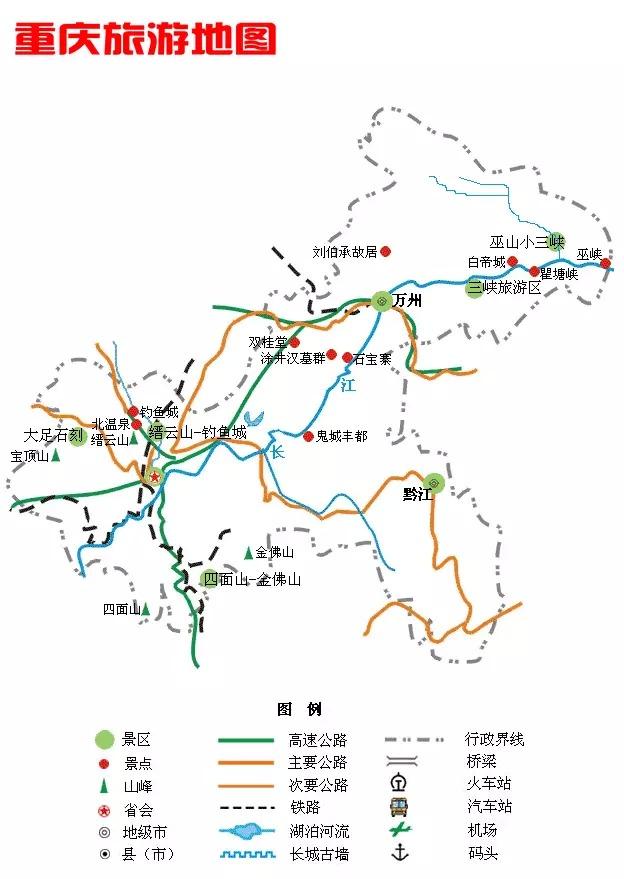 重庆旅游地图
刘伯承故居
巫山小三峡
白帝城
巫峡
瞿塘峡
三峡旅游区
万州
双桂堂
涂井汉墓群
石宝寨
江
钓鱼城
北温泉
缙云山-钓鱼城
大足石刻
缙云山
鬼城丰都
宝顶山
长
黔江
金佛山
四面山-金佛山
四面山
图 例
景区
高速公路
行政界线
景点
主要公路
桥梁
山峰
次要公路
火车站
省会
铁路
汽车站
地级市
湖泊河流
机场
县（市）
长城古墙
码头